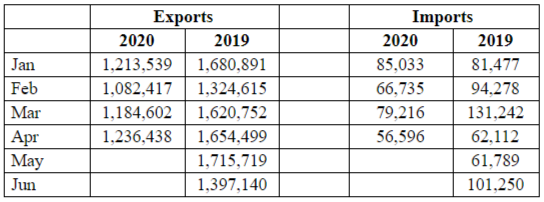 Exports Imports
2020 2019 2020 2019
Jan 1,213,539 1,680,891 85,033 81,477
Feb 1,082,417 1,324,615 66,735 94,278
Mar 1,184,602 1,620,752 79,216 131,242
Apr 1,236,438 1,654,499 56,596 62,112
May 1,715,719 61,789
Jun 1,397,140 101,250